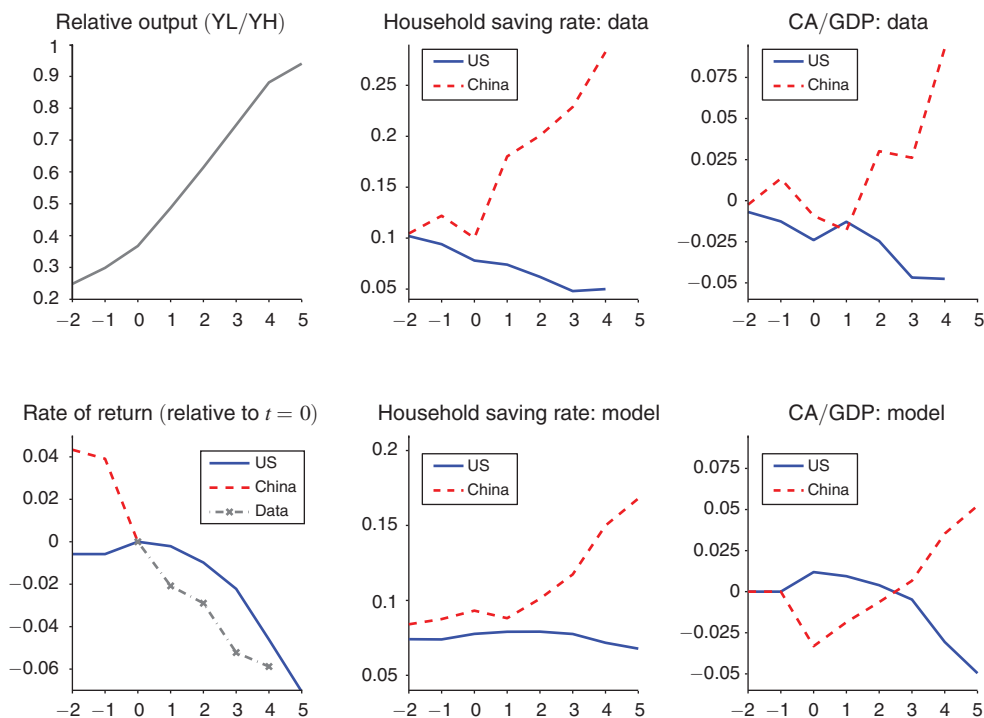 Relative output (YL/YH)
1
0.9
0.8
0.7
0.6
0.5
0.4
0.3
0.2
−2 −1 0 1 2 3 4 5
Household saving rate: data
US
China
0.25
0.2
0.15
0.1
0.05
−2 −1 0 1 2 3 4 5
CA/GDP: data
US
China
0.075
0.05
0.025
0
−0.025
−0.05
−2 −1 0 1 2 3 4 5
Rate of return (relative to t = 0)
US
China
Data
0.04
0.02
0
−0.02
−0.04
−0.06
−2 −1 0 1 2 3 4 5
Household saving rate: model
US
China
0.2
0.15
0.1
0.05
−2 −1 0 1 2 3 4 5
CA/GDP: model
US
China
0.075
0.05
0.025
0
−0.025
−0.05
−2 −1 0 1 2 3 4 5